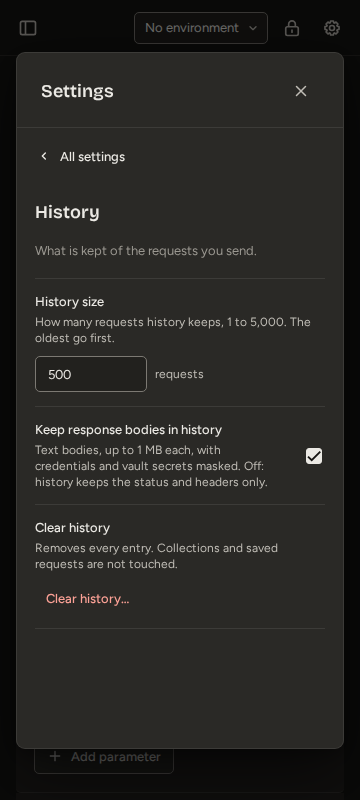 No environment
Settings
All settings
History
What is kept of the requests you send.
History size
How many requests history keeps, 1 to 5,000. The
oldest go first.
500 requests
Keep response bodies in history
Text bodies, up to 1 MB each, with
credentials and vault secrets masked. Off:
history keeps the status and headers only.
Clear history
Removes every entry. Collections and saved
requests are not touched.
Clear history...
Add parameter